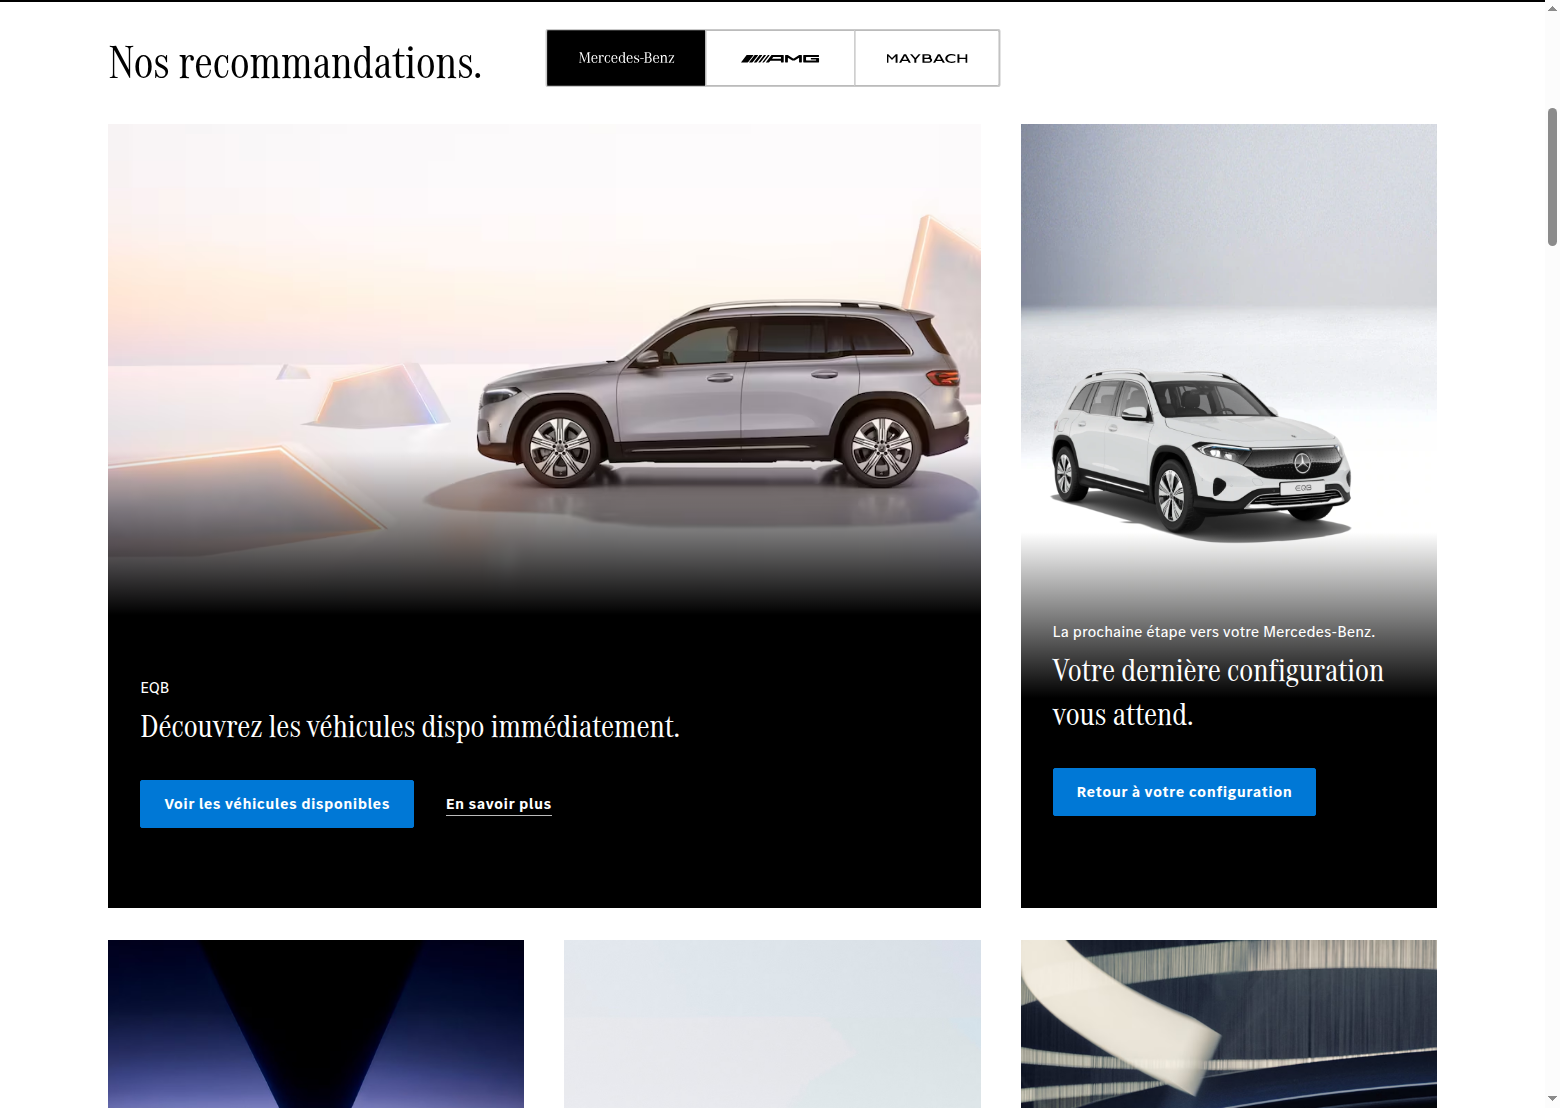 Nos recommandations.
Mercedes-Benz
AMG
MAYBACH
EQB
Découvrez les véhicules dispo immédiatement.
Voir les véhicules disponibles
En savoir plus
EQB
La prochaine étape vers votre Mercedes-Benz.
Votre dernière configuration
vous attend.
Retour à votre configuration